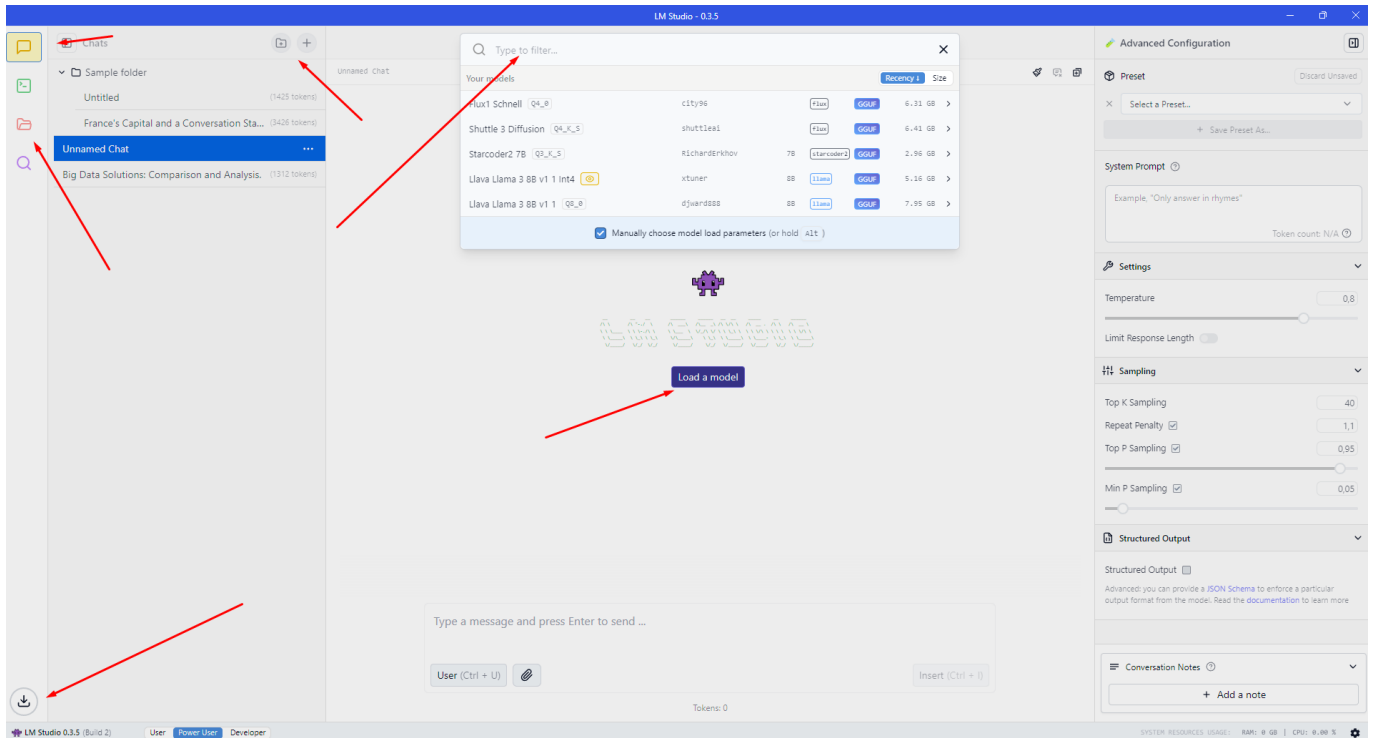 LM Studio - 0.3.5
Chats
Sample folder
Untitled (1425 tokens)
France's Capital and a Conversation Sta... (3426 tokens)
Unnamed Chat ...
Big Data Solutions: Comparison and Analysis. (1312 tokens)
Unnamed Chat
Type to filter...
Your models Recency↓ Size
Flux1 Schnell Q4_0 city96 flux GGUF 6.31 GB
Shuttle 3 Diffusion Q4_K_S shuttleai flux GGUF 6.41 GB
Starcoder2 7B Q3_K_S RichardErkhov 7B starcoder2 GGUF 2.96 GB
Llava Llama 3 8B v1 1 Int4 xtuner 8B llama GGUF 5.16 GB
Llava Llama 3 8B v1 1 Q8_0 djward888 8B llama GGUF 7.95 GB
Manually choose model load parameters (or hold Alt )
LM STUDIO
Load a model
Type a message and press Enter to send ...
User (Ctrl + U) Insert (Ctrl + I)
Tokens: 0
Advanced Configuration
Preset Discard Unsaved
Select a Preset...
+ Save Preset As...
System Prompt
Example, "Only answer in rhymes"
Token count: N/A
Settings
Temperature 0,8
Limit Response Length
Sampling
Top K Sampling 40
Repeat Penalty 1,1
Top P Sampling 0,95
Min P Sampling 0,05
Structured Output
Structured Output
Advanced: you can provide a JSON Schema to enforce a particular
output format from the model. Read the documentation to learn more
Conversation Notes
+ Add a note
LM Studio 0.3.5 (Build 2) User Power User Developer SYSTEM RESOURCES USAGE: RAM: 0 GB | CPU: 0.00 %